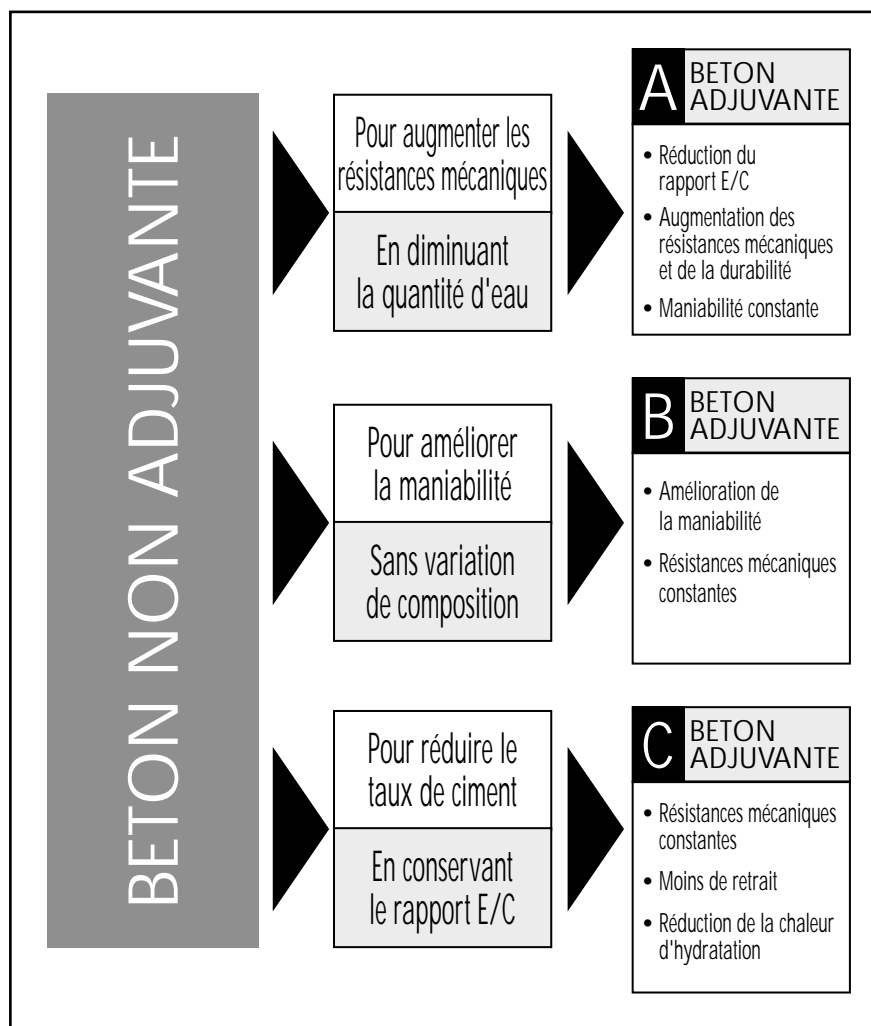 BETON NON ADJUVANTE
Pour augmenter les
résistances mécaniques
En diminuant
la quantité d'eau
A
BETON
ADJUVANTE
• Réduction du
rapport E/C
• Augmentation des
résistances mécaniques
et de la durabilité
• Maniabilité constante
Pour améliorer
la maniabilité
Sans variation
de composition
B
BETON
ADJUVANTE
• Amélioration de
la maniabilité
• Résistances mécaniques
constantes
Pour réduire le
taux de ciment
En conservant
le rapport E/C
C
BETON
ADJUVANTE
• Résistances mécaniques
constantes
• Moins de retrait
• Réduction de la chaleur
d'hydratation